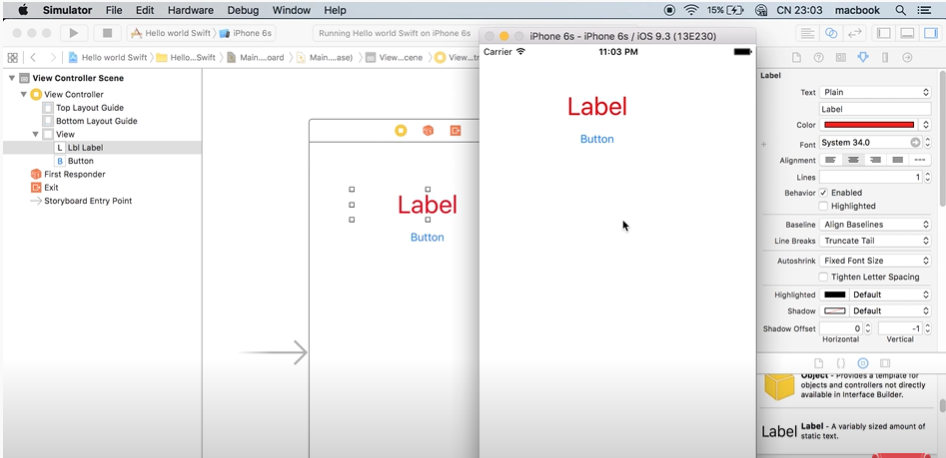 Simulator File Edit Hardware Debug Window Help 15% CN 23:03 macbook
Hello world Swift iPhone 6s Running Hello world Swift on iPhone 6s
iPhone 6s - iPhone 6s / iOS 9.3 (13E230)
Hello world Swift Hello...Swift Main....oard Main....ase) View...cene View...
Carrier 11:03 PM
View Controller Scene
View Controller
Top Layout Guide
Bottom Layout Guide
View
L Lbl Label
B Button
First Responder
Exit
Storyboard Entry Point
Label
Button
Label
Button
Label
Text Plain
Label
Color
Font System 34.0
Alignment
Lines 1
Behavior Enabled
Highlighted
Baseline Align Baselines
Line Breaks Truncate Tail
Autoshrink Fixed Font Size
Tighten Letter Spacing
Highlighted Default
Shadow Default
Shadow Offset 0 -1
Horizontal Vertical
Object - Provides a template for
objects and controllers not directly
available in Interface Builder.
Label Label - A variably sized amount of
static text.